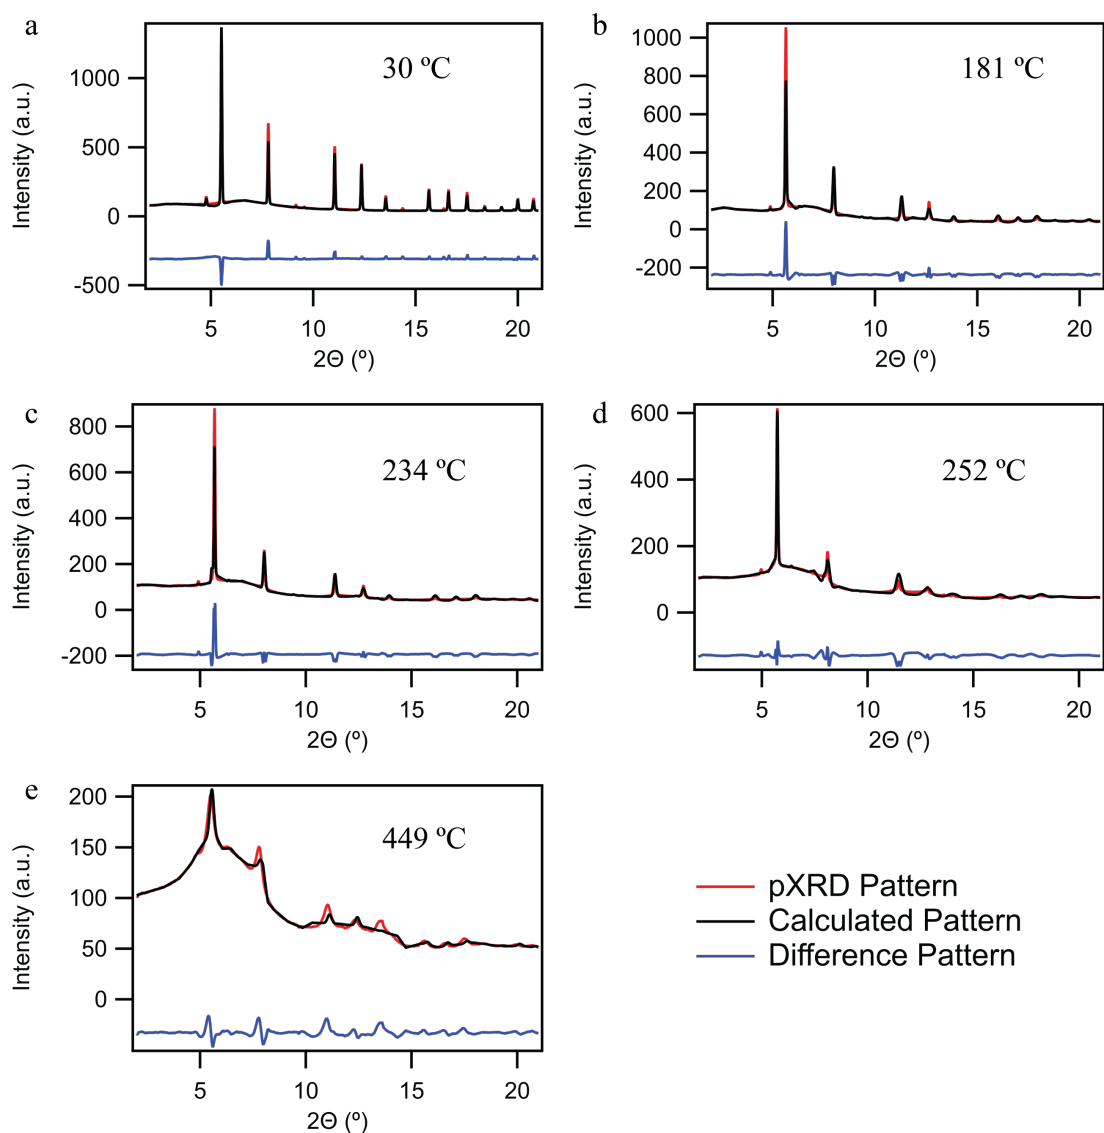 a
30 ºC
Intensity (a.u.)
1000
500
0
-500
5
10
15
20
2Θ (º)
b
181 ºC
Intensity (a.u.)
1000
800
600
400
200
0
-200
5
10
15
20
2Θ (º)
c
234 ºC
Intensity (a.u.)
800
600
400
200
0
-200
5
10
15
20
2Θ (º)
d
252 ºC
Intensity (a.u.)
600
400
200
0
5
10
15
20
2Θ (º)
e
449 ºC
Intensity (a.u.)
200
150
100
50
0
5
10
15
20
2Θ (º)
pXRD Pattern
Calculated Pattern
Difference Pattern